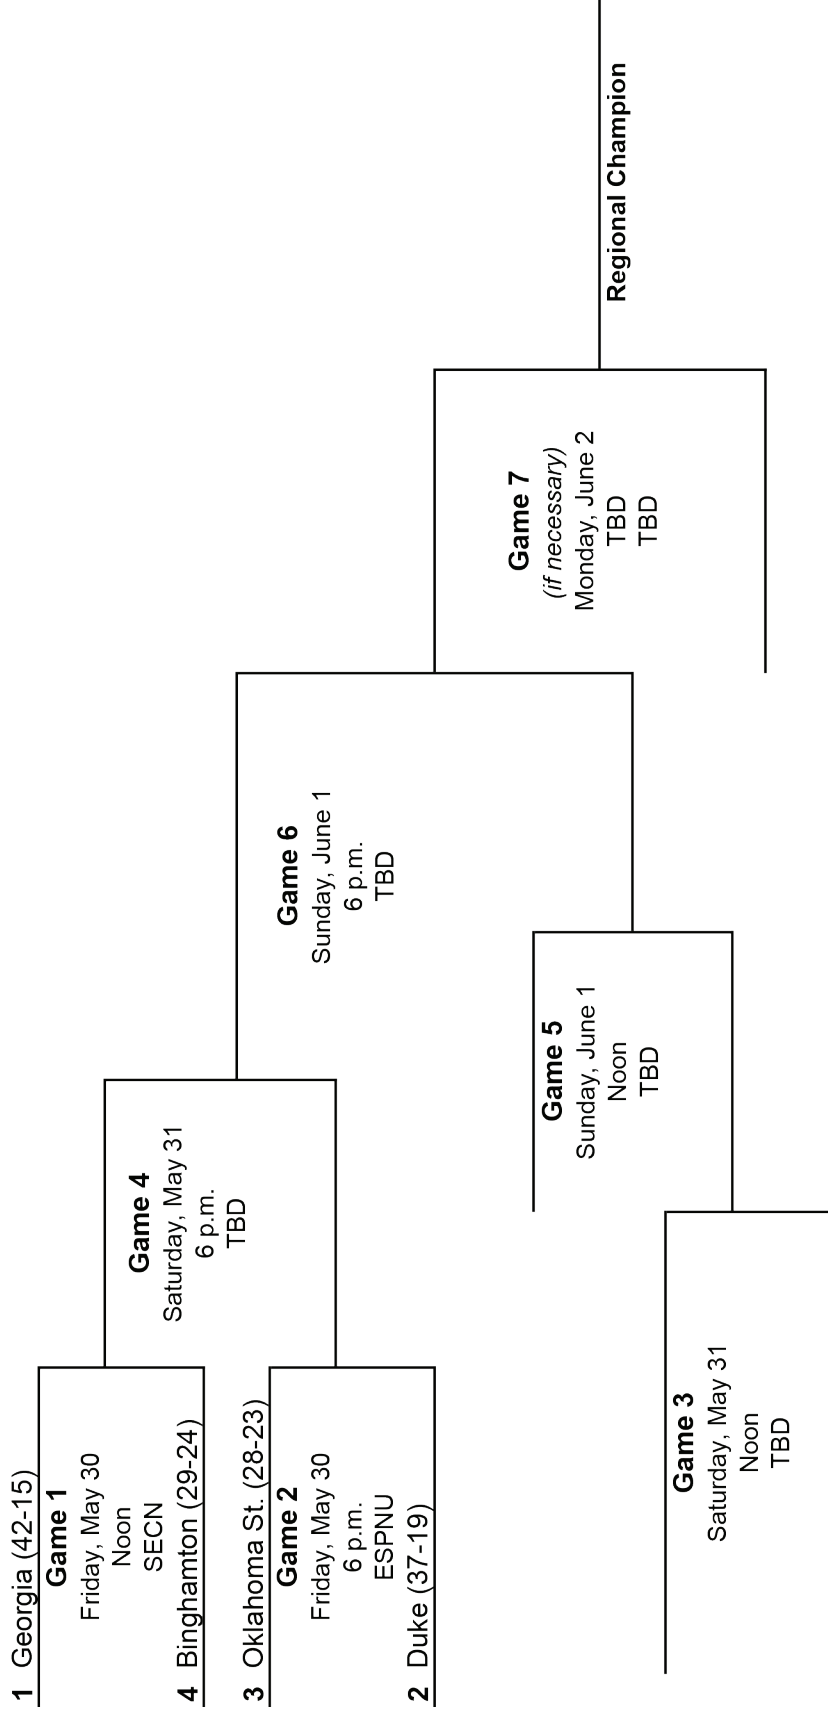 1 Georgia (42-15)
Game 1
Friday, May 30
Noon
SECN
4 Binghamton (29-24)
3 Oklahoma St. (28-23)
Game 2
Friday, May 30
6 p.m.
ESPNU
2 Duke (37-19)
Game 3
Saturday, May 31
Noon
TBD
Game 4
Saturday, May 31
6 p.m.
TBD
Game 5
Sunday, June 1
Noon
TBD
Game 6
Sunday, June 1
6 p.m.
TBD
Game 7
(if necessary)
Monday, June 2
TBD
TBD
Regional Champion